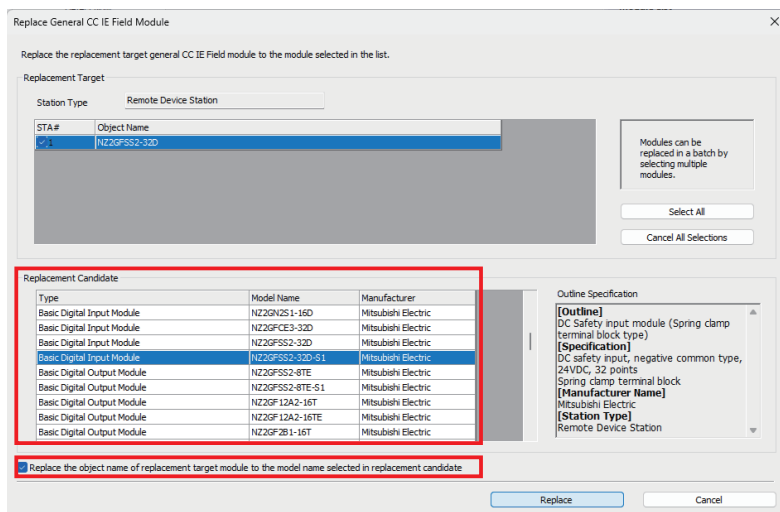 Replace General CC IE Field Module
Replace the replacement target general CC IE Field module to the module selected in the list.
Replacement Target
Station Type Remote Device Station
STA# Object Name
1 NZ2GFSS2-32D
Modules can be
replaced in a batch by
selecting multiple
modules.
Select All
Cancel All Selections
Replacement Candidate
Type Model Name Manufacturer
Basic Digital Input Module NZ2GN2S1-16D Mitsubishi Electric
Basic Digital Input Module NZ2GFCE3-32D Mitsubishi Electric
Basic Digital Input Module NZ2GFSS2-32D Mitsubishi Electric
Basic Digital Input Module NZ2GFSS2-32D-S1 Mitsubishi Electric
Basic Digital Output Module NZ2GFSS2-8TE Mitsubishi Electric
Basic Digital Output Module NZ2GFSS2-8TE-S1 Mitsubishi Electric
Basic Digital Output Module NZ2GF12A2-16T Mitsubishi Electric
Basic Digital Output Module NZ2GF12A2-16TE Mitsubishi Electric
Basic Digital Output Module NZ2GF2B1-16T Mitsubishi Electric
Outline Specification
[Outline]
DC Safety input module (Spring clamp
terminal block type)
[Specification]
DC safety input, negative common type,
24VDC, 32 points
Spring clamp terminal block
[Manufacturer Name]
Mitsubishi Electric
[Station Type]
Remote Device Station
Replace the object name of replacement target module to the model name selected in replacement candidate
Replace
Cancel